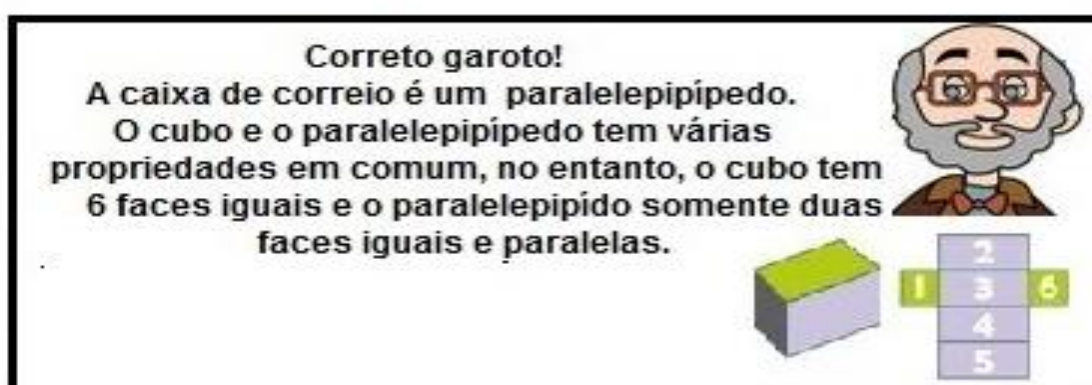 Correto garoto!
A caixa de correio é um paralelepipípedo.
O cubo e o paralelepipípedo tem várias
propriedades em comum, no entanto, o cubo tem
6 faces iguais e o paralelepipído somente duas
faces iguais e paralelas.
2
1 3 6
4
5